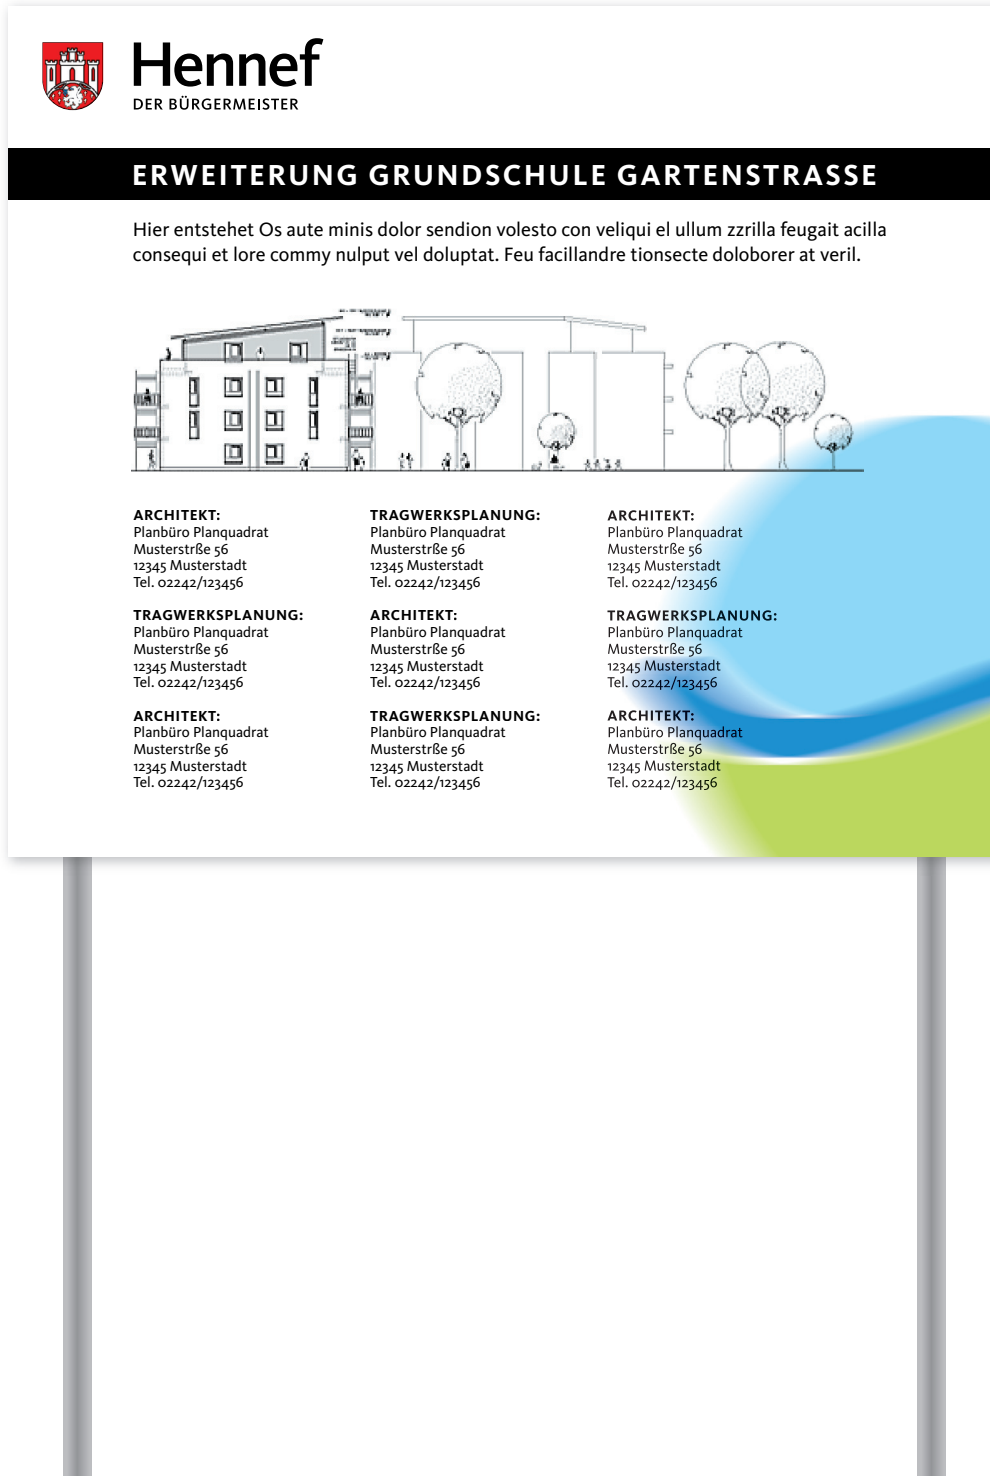 Hennef
DER BÜRGERMEISTER
ERWEITERUNG GRUNDSCHULE GARTENSTRASSE
Hier entstehet Os aute minis dolor sendion volesto con veliqui el ullum zzrilla feugait acilla
consequi et lore commy nulput vel doluptat. Feu facillandre tionsecte doloborer at veril.
ARCHITEKT:
Planbüro Planquadrat
Musterstrße 56
12345 Musterstadt
Tel. 02242/123456
TRAGWERKSPLANUNG:
Planbüro Planquadrat
Musterstrße 56
12345 Musterstadt
Tel. 02242/123456
ARCHITEKT:
Planbüro Planquadrat
Musterstrße 56
12345 Musterstadt
Tel. 02242/123456
TRAGWERKSPLANUNG:
Planbüro Planquadrat
Musterstrße 56
12345 Musterstadt
Tel. 02242/123456
ARCHITEKT:
Planbüro Planquadrat
Musterstrße 56
12345 Musterstadt
Tel. 02242/123456
TRAGWERKSPLANUNG:
Planbüro Planquadrat
Musterstrße 56
12345 Musterstadt
Tel. 02242/123456
ARCHITEKT:
Planbüro Planquadrat
Musterstrße 56
12345 Musterstadt
Tel. 02242/123456
TRAGWERKSPLANUNG:
Planbüro Planquadrat
Musterstrße 56
12345 Musterstadt
Tel. 02242/123456
ARCHITEKT:
Planbüro Planquadrat
Musterstrße 56
12345 Musterstadt
Tel. 02242/123456